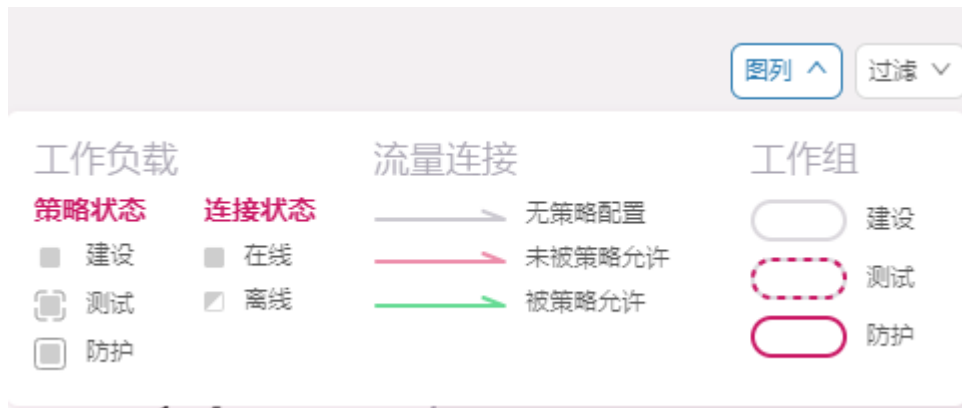 图列 过滤
工作负载 流量连接 工作组
策略状态 连接状态
无策略配置
建设
建设 在线
未被策略允许
测试
测试 离线
被策略允许
防护
防护